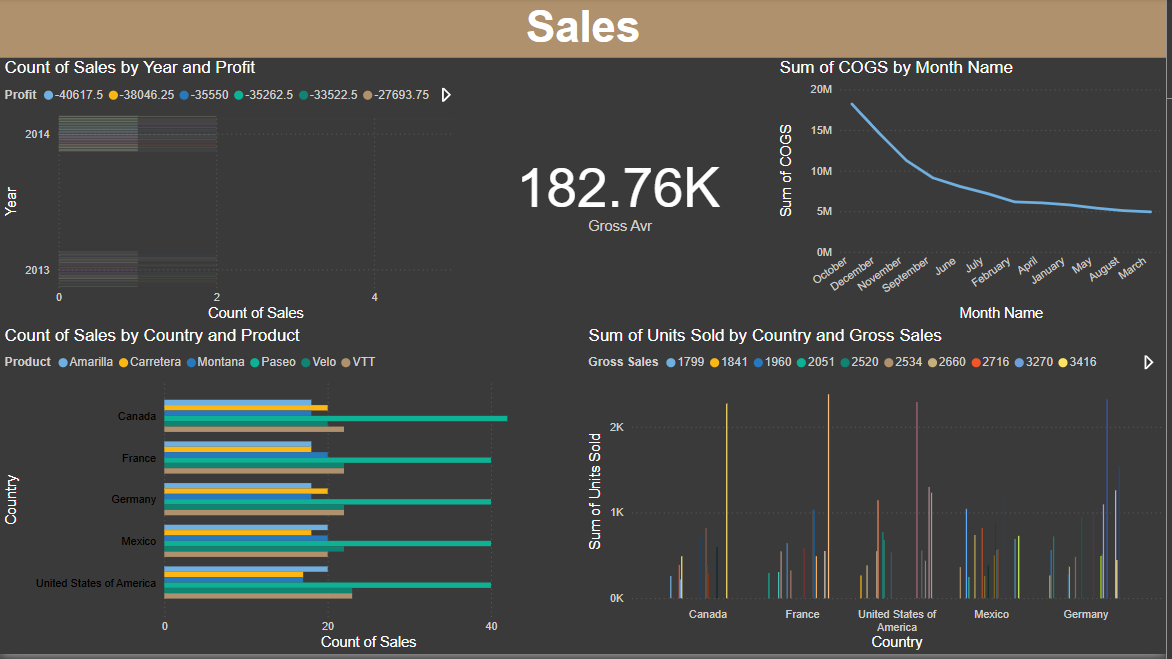 Sales
Count of Sales by Year and Profit
Profit -40617.5 -38046.25 -35550 -35262.5 -33522.5 -27693.75
2014
2013
Year
0 2 4
Count of Sales
182.76K
Gross Avr
Sum of COGS by Month Name
20M
15M
10M
5M
0M
Sum of COGS
October December November September June July February April January May August March
Month Name
Count of Sales by Country and Product
Product Amarilla Carretera Montana Paseo Velo VTT
Canada
France
Germany
Mexico
United States of America
Country
0 20 40
Count of Sales
Sum of Units Sold by Country and Gross Sales
Gross Sales 1799 1841 1960 2051 2520 2534 2660 2716 3270 3416
2K
1K
0K
Sum of Units Sold
Canada France United States of America Mexico Germany
Country